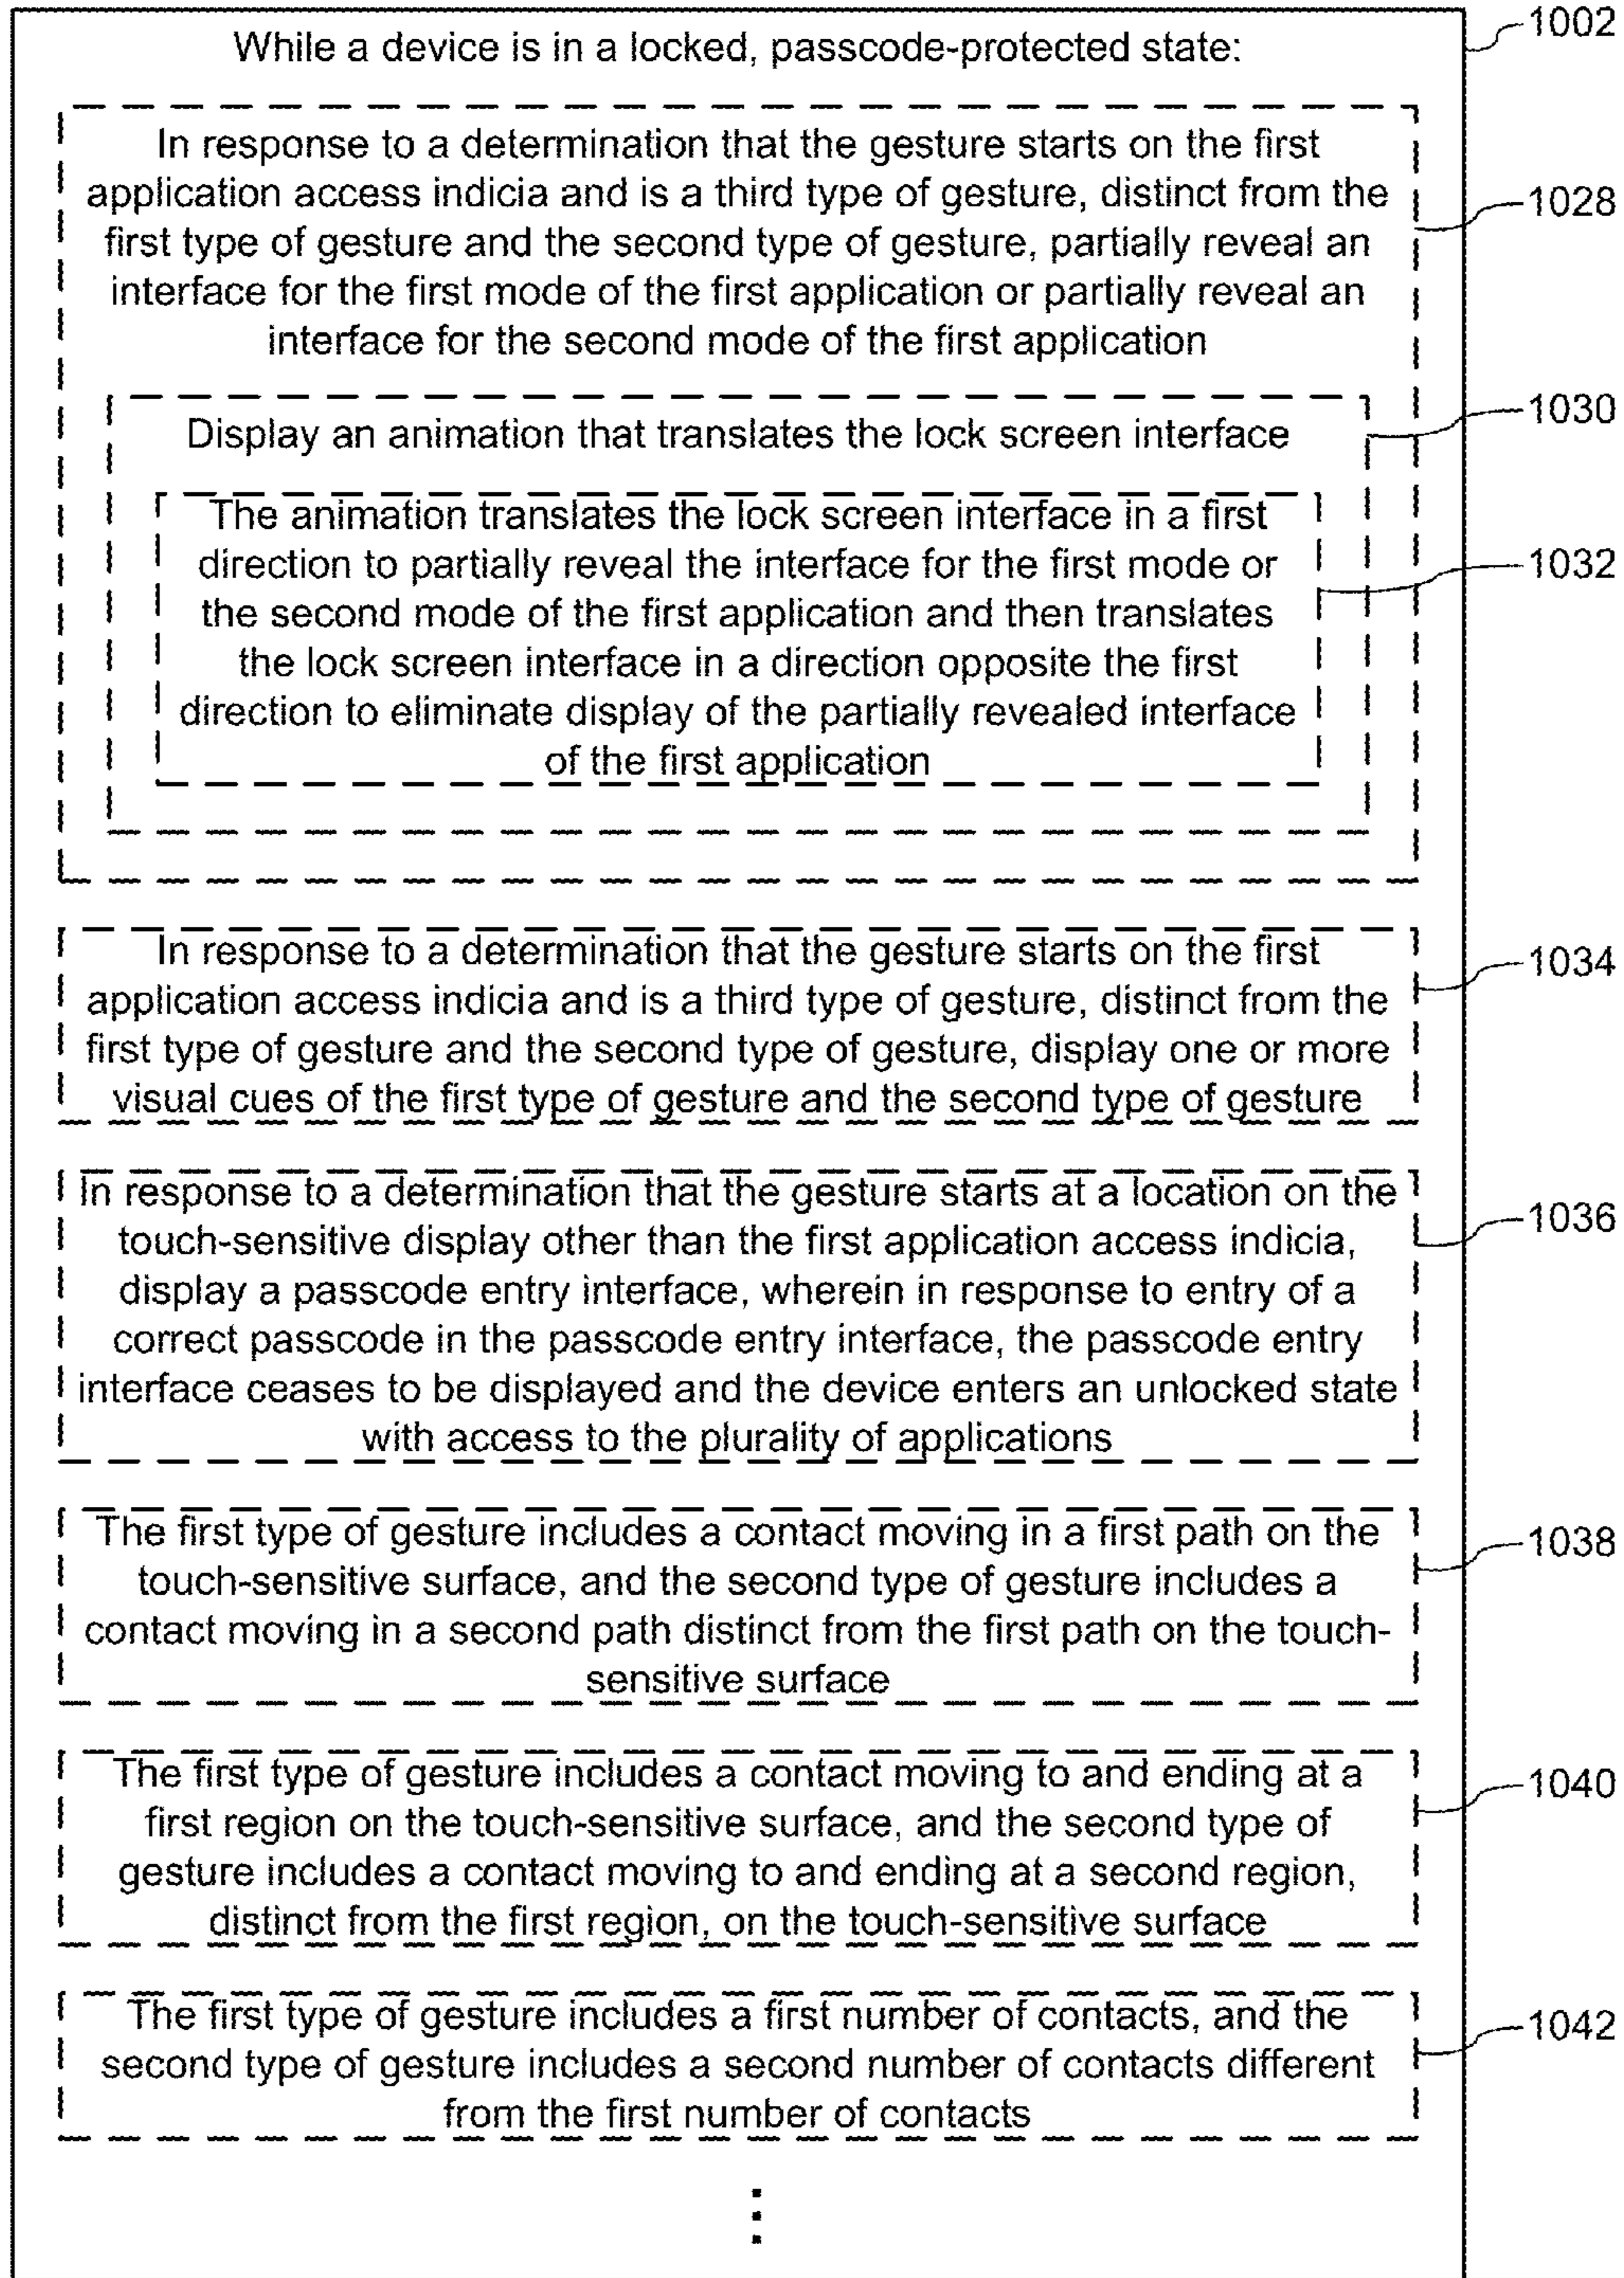 1002
While a device is in a locked, passcode-protected state:
In response to a determination that the gesture starts on the first
application access indicia and is a third type of gesture, distinct from the
first type of gesture and the second type of gesture, partially reveal an
interface for the first mode of the first application or partially reveal an
interface for the second mode of the first application
1028
Display an animation that translates the lock screen interface
1030
The animation translates the lock screen interface in a first
direction to partially reveal the interface for the first mode or
the second mode of the first application and then translates
the lock screen interface in a direction opposite the first
direction to eliminate display of the partially revealed interface
of the first application
1032
In response to a determination that the gesture starts on the first
application access indicia and is a third type of gesture, distinct from the
first type of gesture and the second type of gesture, display one or more
visual cues of the first type of gesture and the second type of gesture
1034
In response to a determination that the gesture starts at a location on the
touch-sensitive display other than the first application access indicia,
display a passcode entry interface, wherein in response to entry of a
correct passcode in the passcode entry interface, the passcode entry
interface ceases to be displayed and the device enters an unlocked state
with access to the plurality of applications
1036
The first type of gesture includes a contact moving in a first path on the
touch-sensitive surface, and the second type of gesture includes a
contact moving in a second path distinct from the first path on the touch-
sensitive surface
1038
The first type of gesture includes a contact moving to and ending at a
first region on the touch-sensitive surface, and the second type of
gesture includes a contact moving to and ending at a second region,
distinct from the first region, on the touch-sensitive surface
1040
The first type of gesture includes a first number of contacts, and the
second type of gesture includes a second number of contacts different
from the first number of contacts
1042